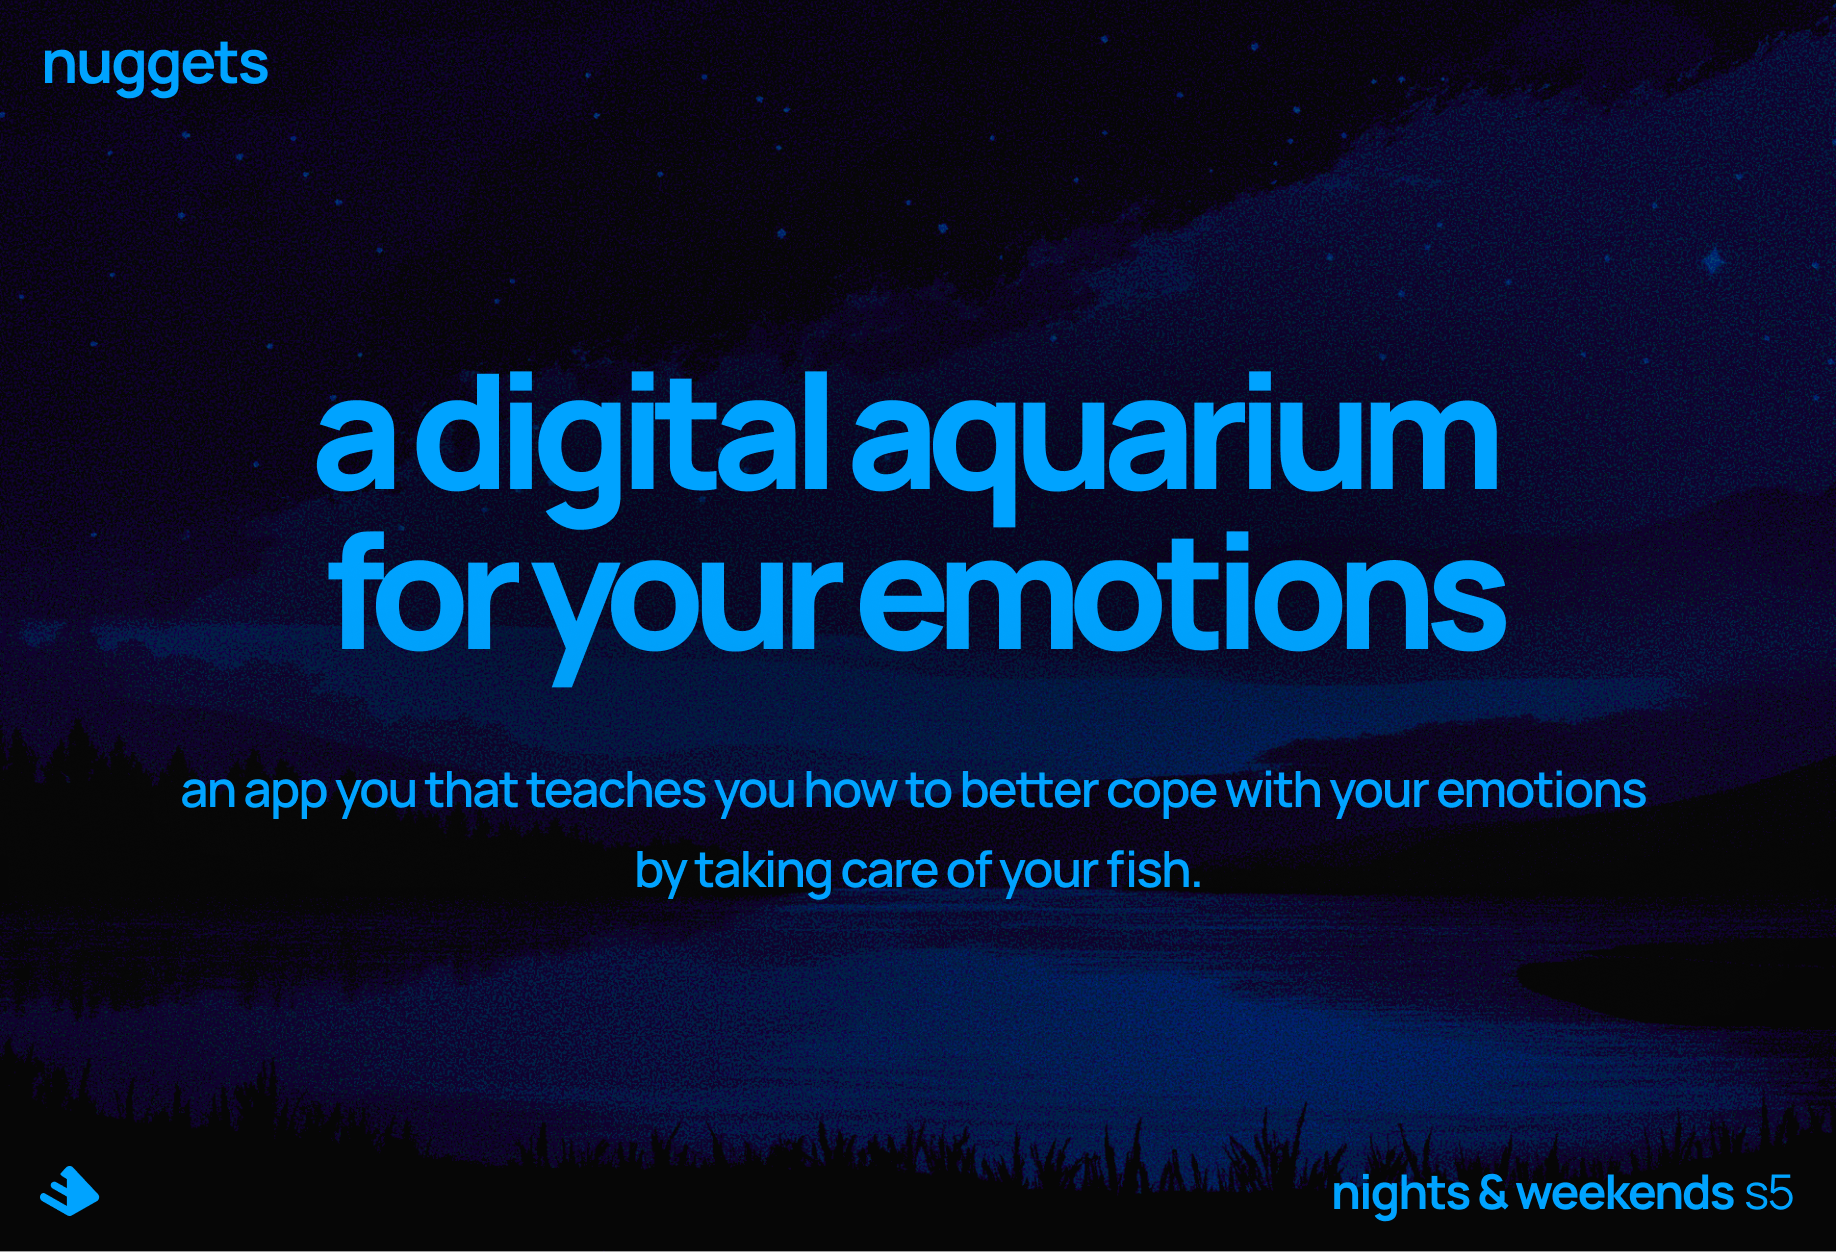 nuggets
a digital aquarium
for your emotions
an app you that teaches you how to better cope with your emotions
by taking care of your fish.
nights & weekends s5